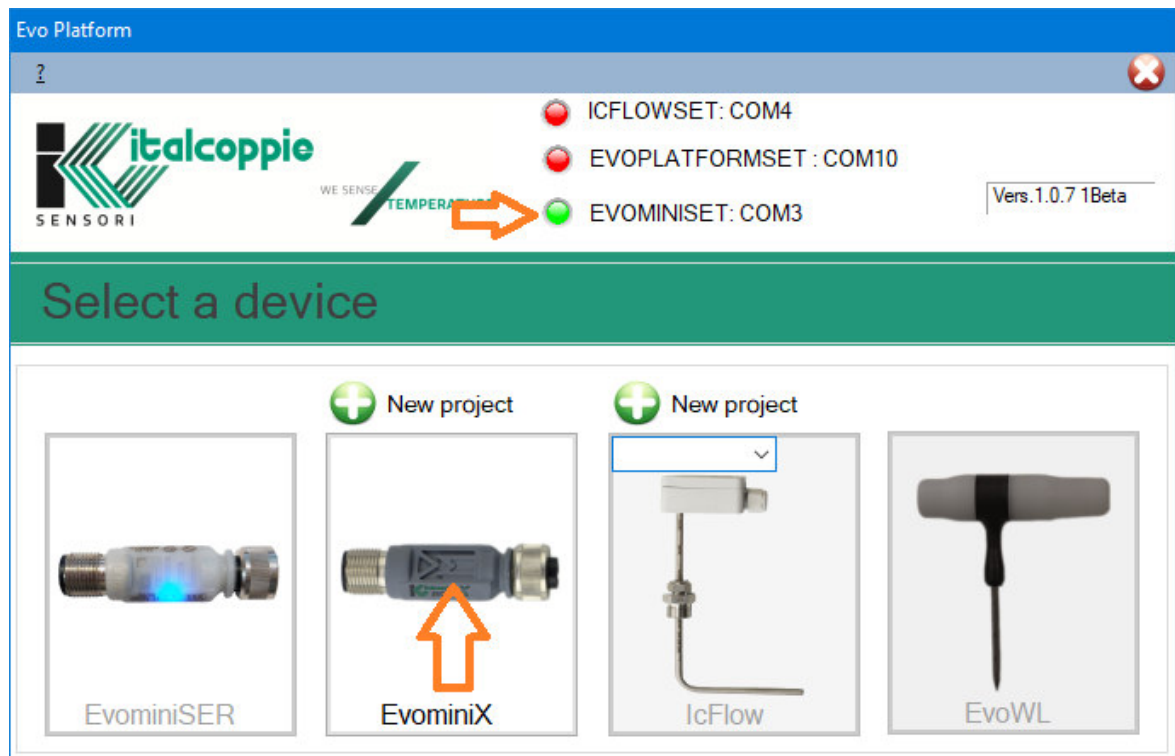 Evo Platform
?
italcoppie
SENSORI
WE SENSE
ICFLOWSET: COM4
EVOPLATFORMSET : COM10
EVOMINISET: COM3
Vers.1.0.7 1Beta
Select a device
New project
New project
EvominiSER
EvominiX
IcFlow
EvoWL